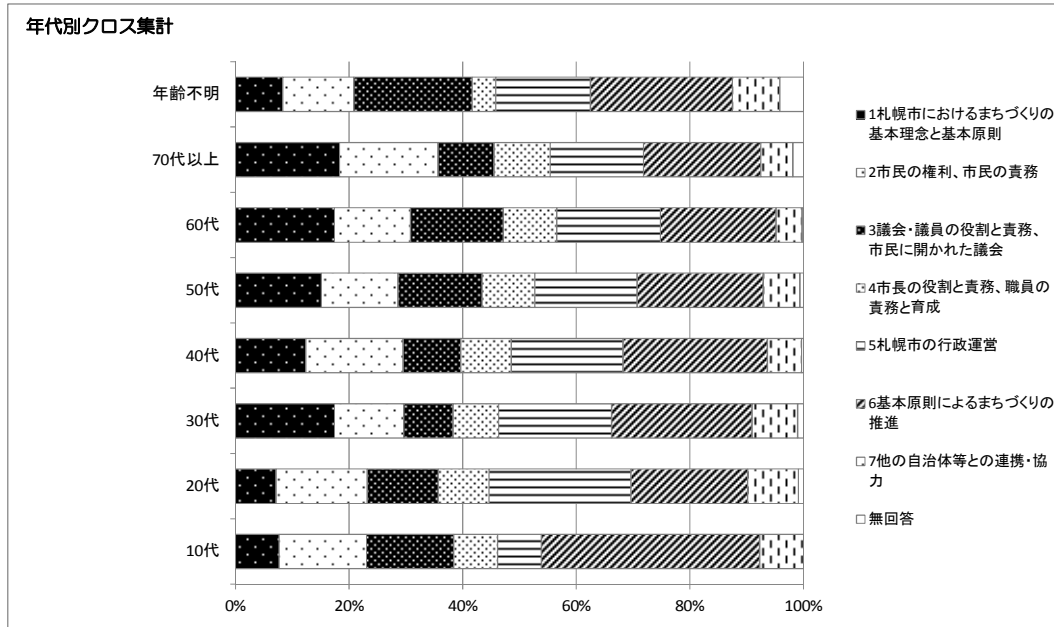 年代別クロス集計
年齢不明
70代以上
60代
50代
40代
30代
20代
10代
0%
20%
40%
60%
80%
100%
1札幌市におけるまちづくりの
基本理念と基本原則
2市民の権利、市民の責務
3議会・議員の役割と責務、
市民に開かれた議会
4市長の役割と責務、職員の
責務と育成
5札幌市の行政運営
6基本原則によるまちづくりの
推進
7他の自治体等との連携・協
力
無回答